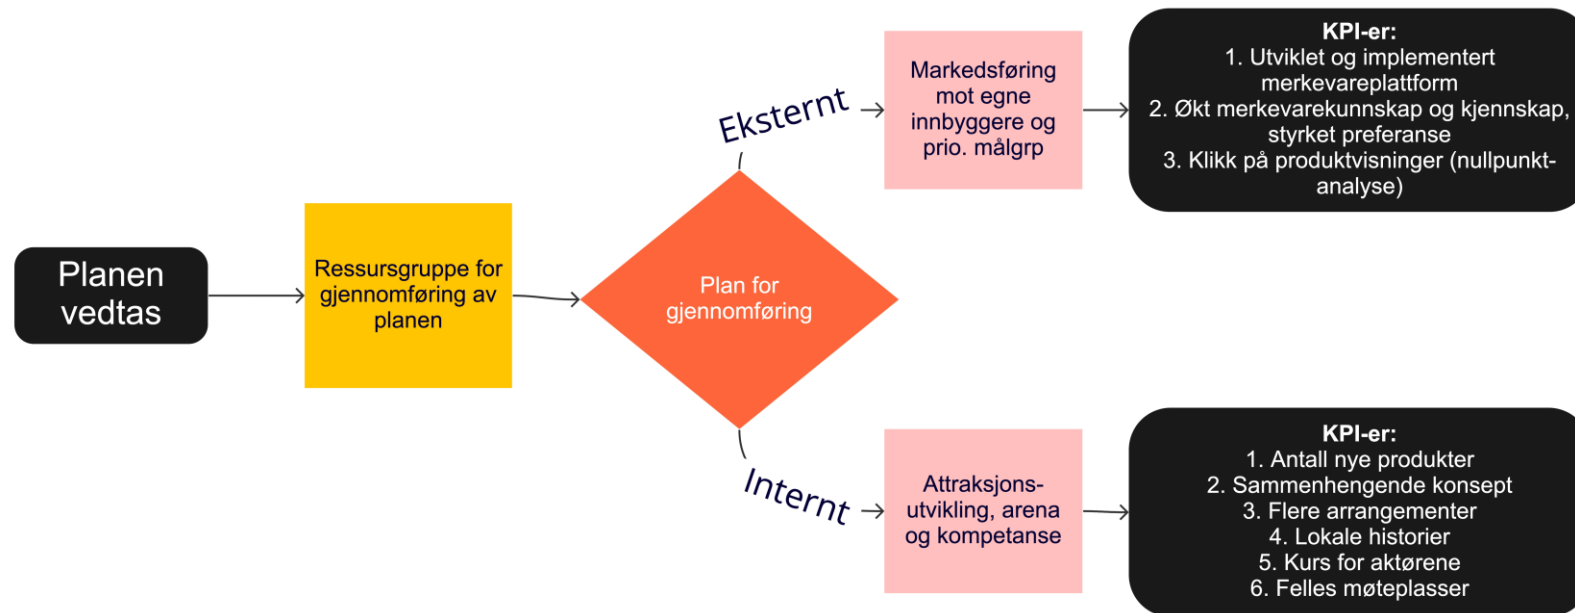 Planen
vedtas
Ressursgruppe for
gjennomføring av
planen
Plan for
gjennomføring
Eksternt
Markedsføring
mot egne
innbyggere og
prio. målgrp
KPI-er:
1. Utviklet og implementert
merkevareplattform
2. Økt merkevarekunnskap og kjennskap,
styrket preferanse
3. Klikk på produktvisninger (nullpunkt-
analyse)
Internt
Attraksjons-
utvikling, arena
og kompetanse
KPI-er:
1. Antall nye produkter
2. Sammenhengende konsept
3. Flere arrangementer
4. Lokale historier
5. Kurs for aktørene
6. Felles møteplasser